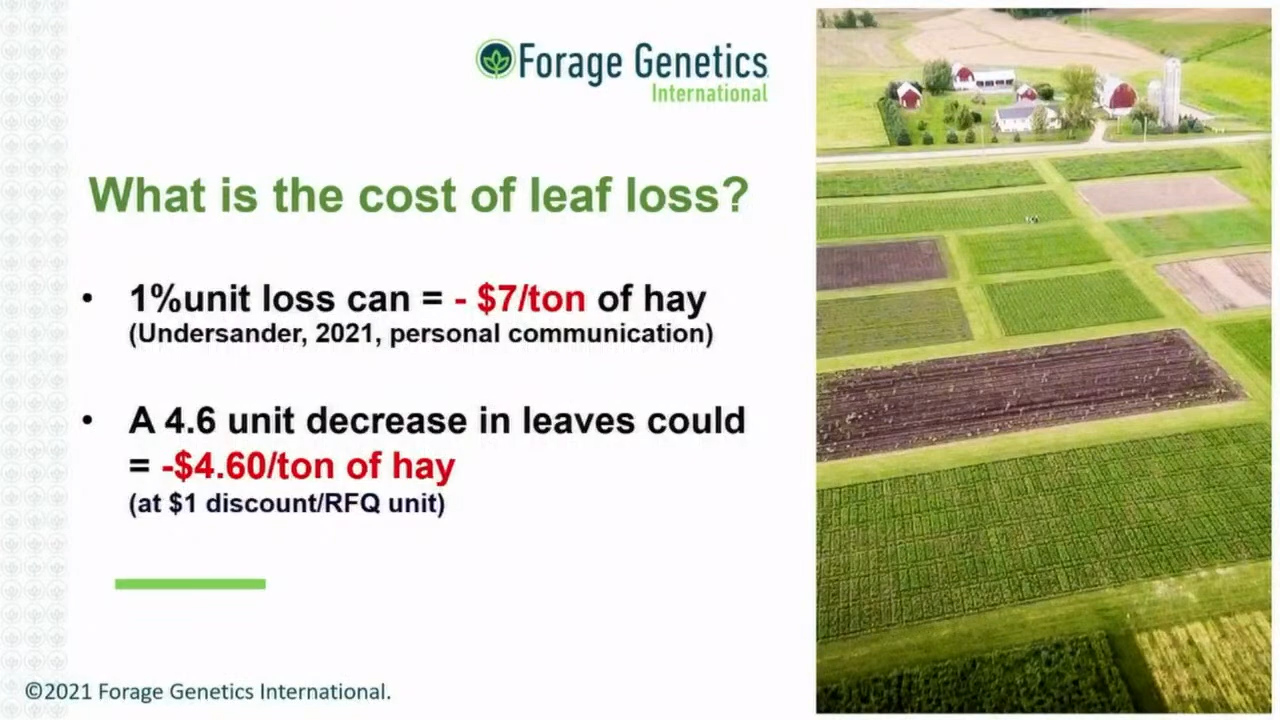 Forage Genetics
International
What is the cost of leaf loss?
• 1%unit loss can = - $7/ton of hay
(Undersander, 2021, personal communication)
• A 4.6 unit decrease in leaves could
= -$4.60/ton of hay
(at $1 discount/RFQ unit)
©2021 Forage Genetics International.